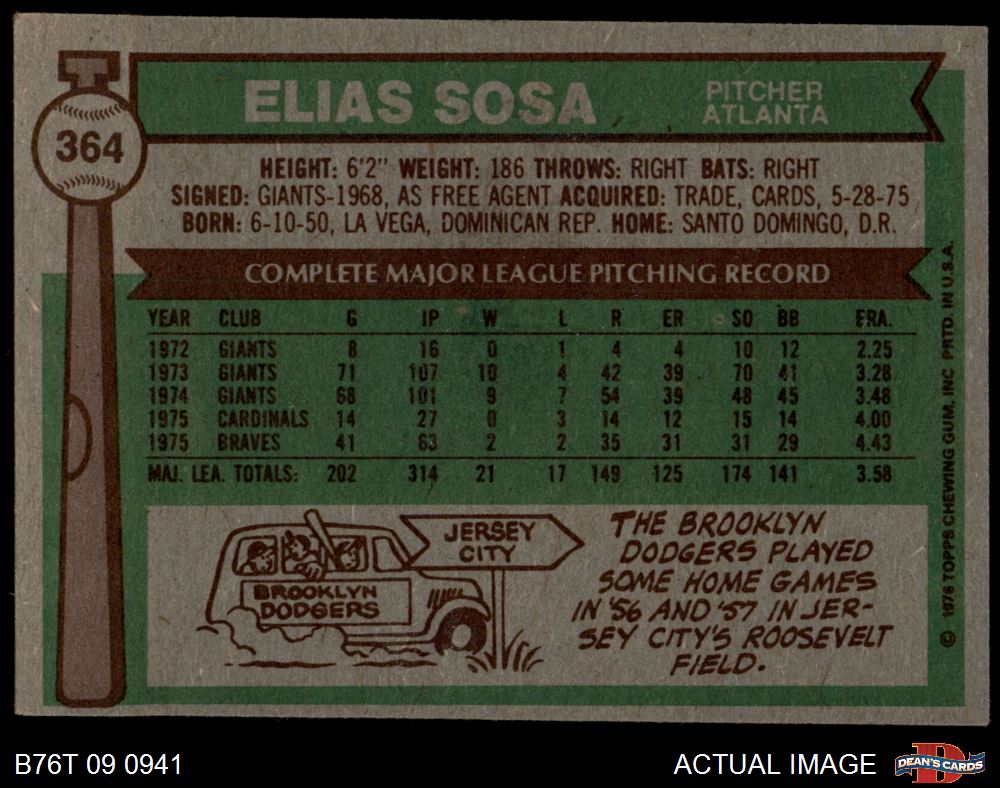 ELIAS SOSA
PITCHER
ATLANTA
364
HEIGHT: 6'2" WEIGHT: 186 THROWS: RIGHT BATS: RIGHT
SIGNED: GIANTS-1968, AS FREE AGENT ACQUIRED: TRADE, CARDS, 5-28-75
BORN: 6-10-50, LA VEGA, DOMINICAN REP. HOME: SANTO DOMINGO, D.R.
COMPLETE MAJOR LEAGUE PITCHING RECORD
YEAR CLUB G IP W L R ER SO BB ERA.
1972 GIANTS 8 16 0 1 4 4 10 12 2.25
1973 GIANTS 71 107 10 4 42 39 70 41 3.28
1974 GIANTS 68 101 9 7 54 39 48 45 3.48
1975 CARDINALS 14 27 0 3 14 12 15 14 4.00
1975 BRAVES 41 63 2 2 35 31 31 29 4.43
MAJ. LEA. TOTALS: 202 314 21 17 149 125 174 141 3.58
JERSEY
CITY
BROOKLYN
DODGERS
THE BROOKLYN
DODGERS PLAYED
SOME HOME GAMES
IN '56 AND '57 IN JER-
SEY CITY'S ROOSEVELT
FIELD.
© 1976 TOPPS CHEWING GUM, INC PRTD. IN U.S.A.
B76T 09 0941
ACTUAL IMAGE
D
DEAN'S CARDS